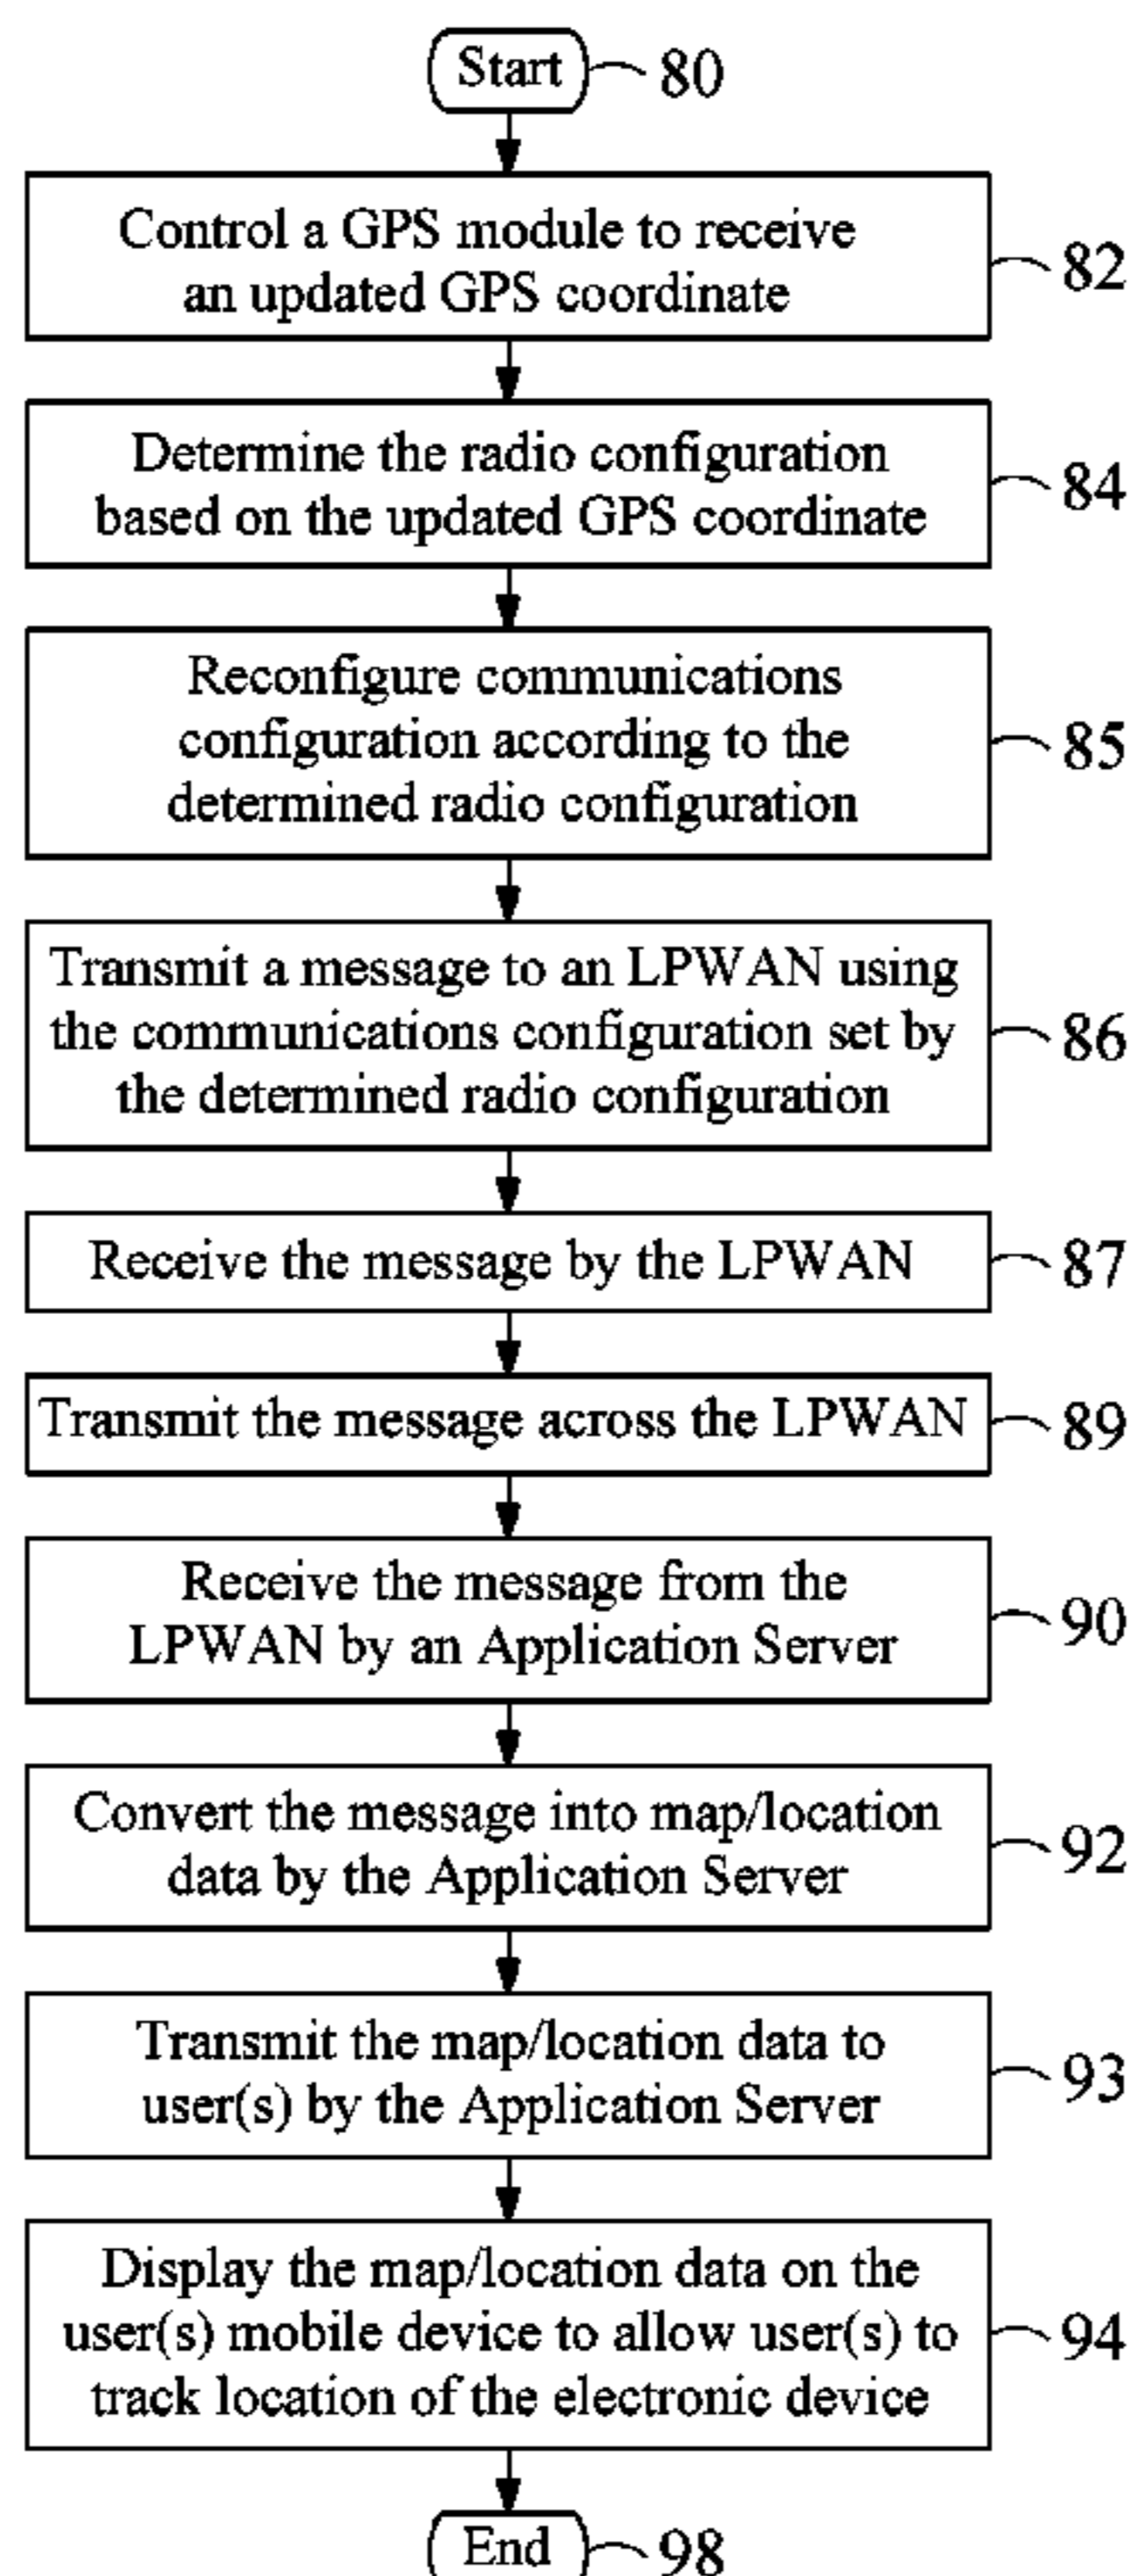 Start
80
Control a GPS module to receive
an updated GPS coordinate
82
Determine the radio configuration
based on the updated GPS coordinate
84
Reconfigure communications
configuration according to the
determined radio configuration
85
Transmit a message to an LPWAN using
the communications configuration set by
the determined radio configuration
86
Receive the message by the LPWAN
87
Transmit the message across the LPWAN
89
Receive the message from the
LPWAN by an Application Server
90
Convert the message into map/location
data by the Application Server
92
Transmit the map/location data to
user(s) by the Application Server
93
Display the map/location data on the
user(s) mobile device to allow user(s) to
track location of the electronic device
94
End
98